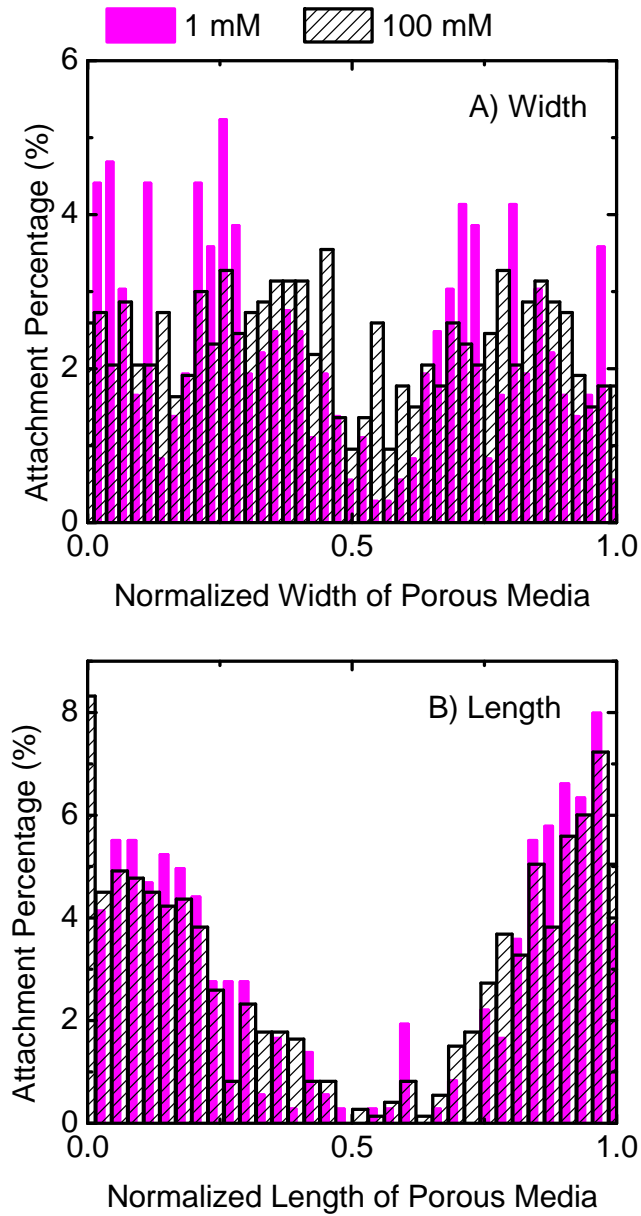 1 mM 100 mM
A) Width
Attachment Percentage (%)
6
4
2
0
0.0 0.5 1.0
Normalized Width of Porous Media
B) Length
Attachment Percentage (%)
8
6
4
2
0
0.0 0.5 1.0
Normalized Length of Porous Media